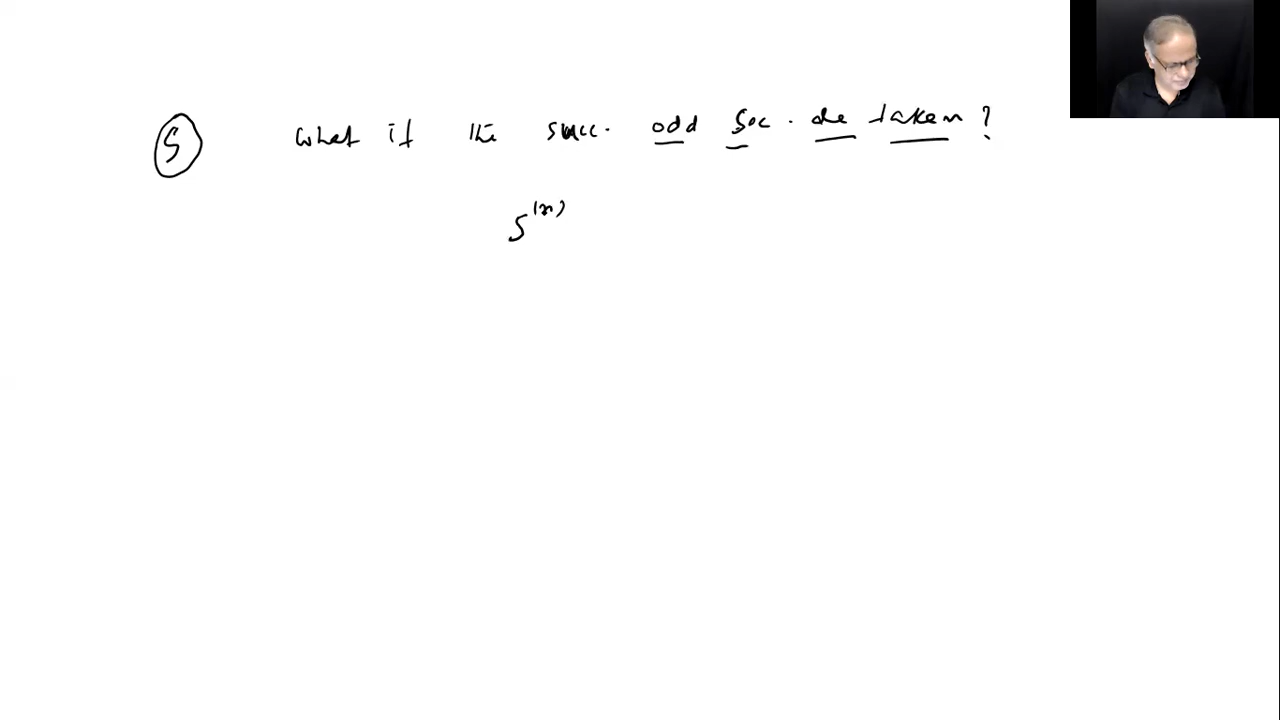 5 What if the succ. odd soc. are taken?
S(n)